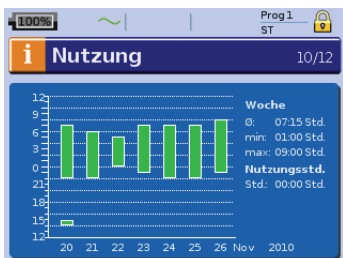 100%
Prog 1
ST
i Nutzung 10/12
Woche
Ø: 07:15 Std.
min: 01:00 Std.
max: 09:00 Std.
Nutzungsstd.
Std.: 00:00 Std.
12
9
6
3
0
21
18
15
12
20 21 22 23 24 25 26 Nov 2010